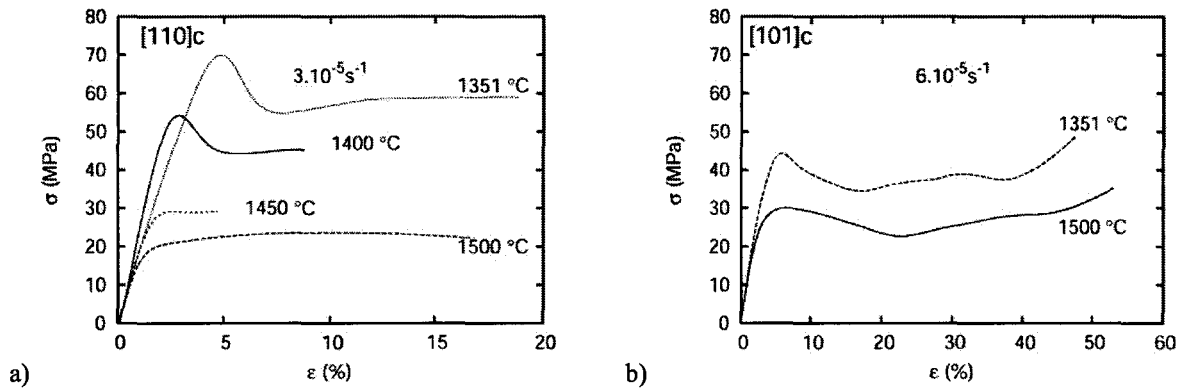 [110]c
3.10⁻⁵s⁻¹
1351 °C
1400 °C
1450 °C
1500 °C
σ (MPa)
80
70
60
50
40
30
20
10
0
0 5 10 15 20
ε (%)
a)
[101]c
6.10⁻⁵s⁻¹
1351 °C
1500 °C
σ (MPa)
80
70
60
50
40
30
20
10
0
0 10 20 30 40 50 60
ε (%)
b)